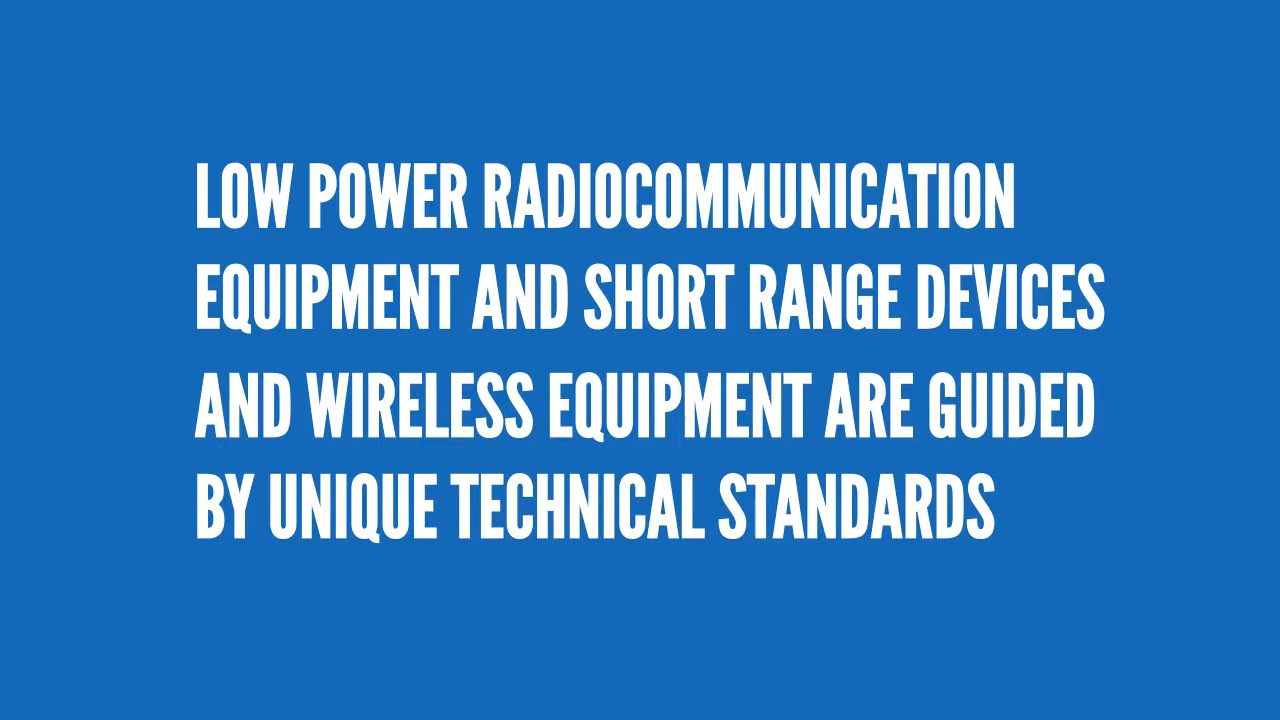 LOW POWER RADIOCOMMUNICATION
EQUIPMENT AND SHORT RANGE DEVICES
AND WIRELESS EQUIPMENT ARE GUIDED
BY UNIQUE TECHNICAL STANDARDS